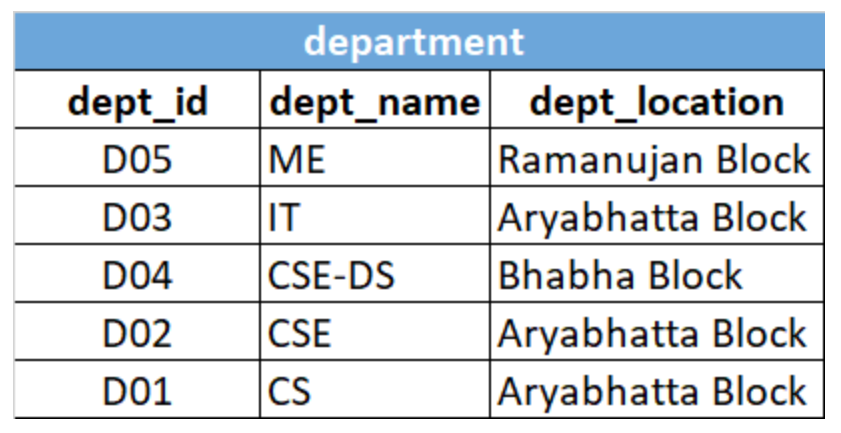 department
dept_id dept_name dept_location
D05 ME Ramanujan Block
D03 IT Aryabhatta Block
D04 CSE-DS Bhabha Block
D02 CSE Aryabhatta Block
D01 CS Aryabhatta Block